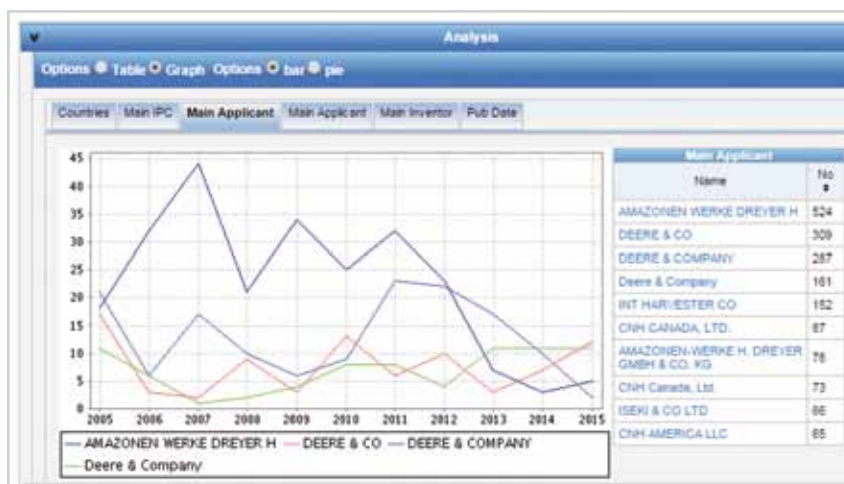 Analysis
Options Table Graph Options bar pie
Countries Main IPC Main Applicant Main Applicant Main Inventor Pub Date
45
40
35
30
25
20
15
10
5
0
2005 2006 2007 2008 2009 2010 2011 2012 2013 2014 2015
AMAZONEN WERKE DREYER H DEERE & CO DEERE & COMPANY
Deere & Company
Main Applicant
Name No
AMAZONEN WERKE DREYER H 524
DEERE & CO 309
DEERE & COMPANY 287
Deere & Company 161
INT HARVESTER CO 152
CNH CANADA, LTD. 87
AMAZONEN-WERKE H. DREYER
GMBH & CO. KG 76
CNH Canada, Ltd. 73
ISEKI & CO LTD 66
CNH AMERICA LLC 65